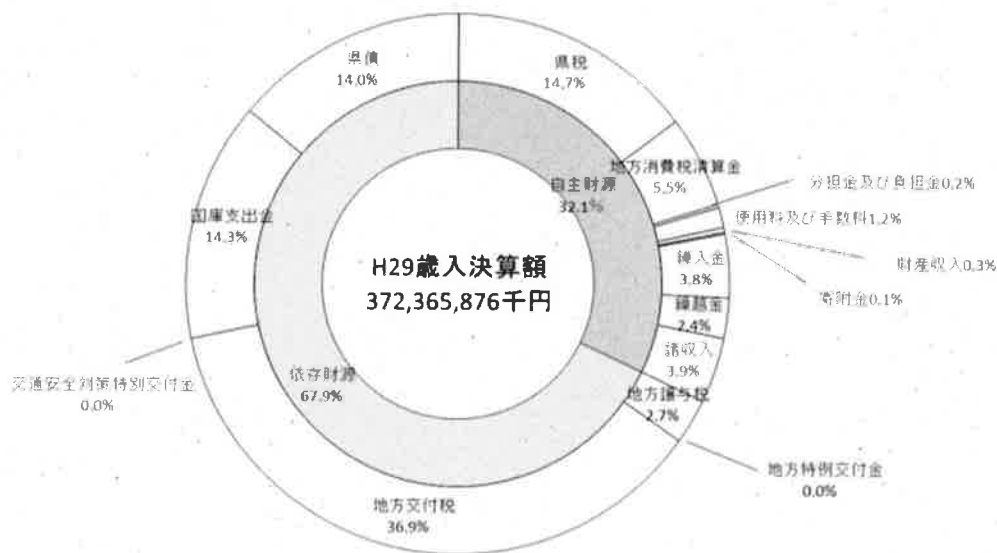 県債
14.0%
県税
14.7%
地方消費税清算金
5.5%
自主財源
32.1%
分担金及び負担金0.2%
使用料及び手数料1.2%
財産収入0.3%
寄附金0.1%
繰入金
3.8%
繰越金
2.4%
諸収入
3.9%
地方譲与税
2.7%
地方特例交付金
0.0%
国庫支出金
14.3%
H29歳入決算額
372,365,876千円
依存財源
67.9%
交通安全対策特別交付金
0.0%
地方交付税
36.9%